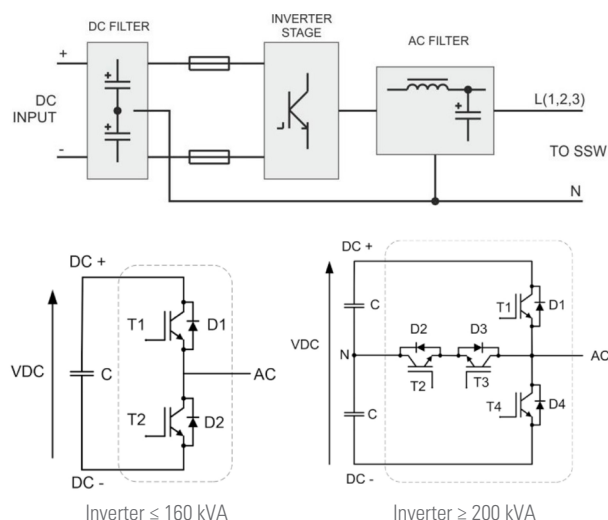 DC FILTER
INVERTER
STAGE
AC FILTER
+
DC
INPUT
-
+
+
+
L(1,2,3)
TO SSW
N
DC +
T1
D1
VDC
C
AC
T2
D2
DC -
Inverter ≤ 160 kVA
DC +
T1
D1
C
D2
D3
VDC
N
AC
T2
T3
C
T4
D4
DC -
Inverter ≥ 200 kVA